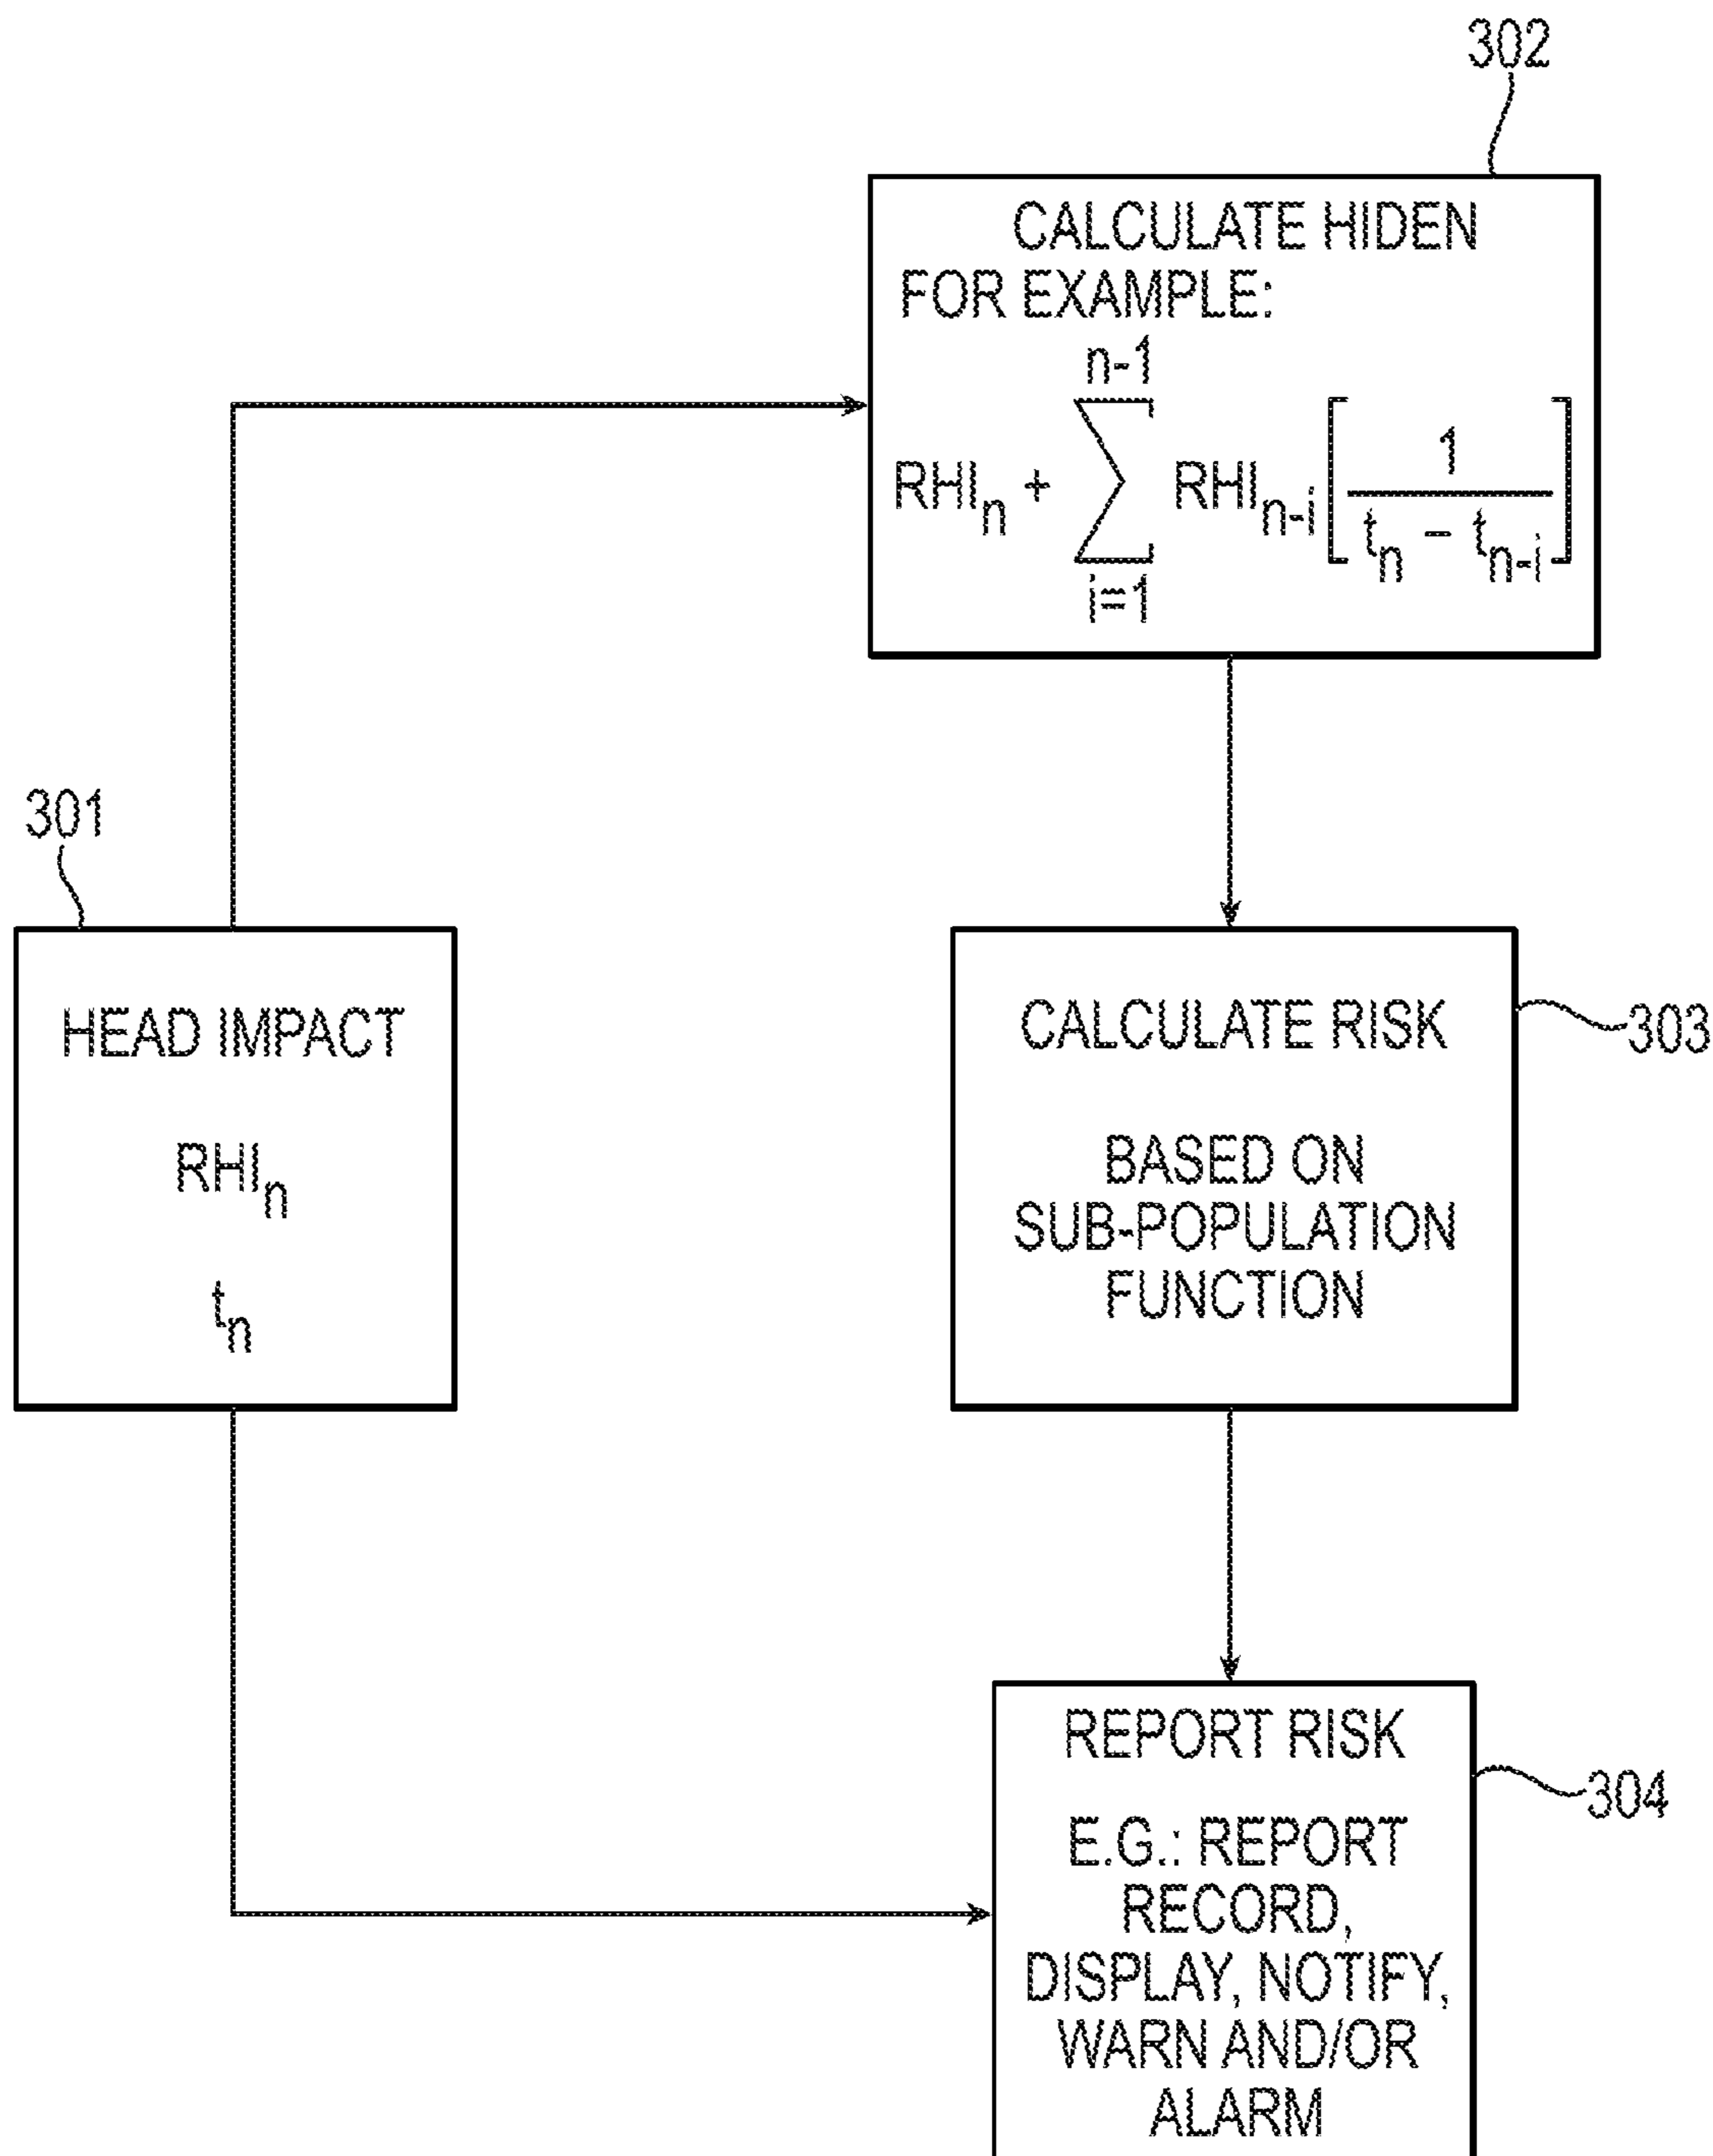 302
CALCULATE HIDEN
FOR EXAMPLE:
n-1
RHIn + ∑ RHIn-i [ 1 / tn – tn-i ]
i=1
301
HEAD IMPACT
RHIn
tn
CALCULATE RISK
303
BASED ON
SUB-POPULATION
FUNCTION
REPORT RISK
304
E.G.: REPORT
RECORD,
DISPLAY, NOTIFY,
WARN AND/OR
ALARM